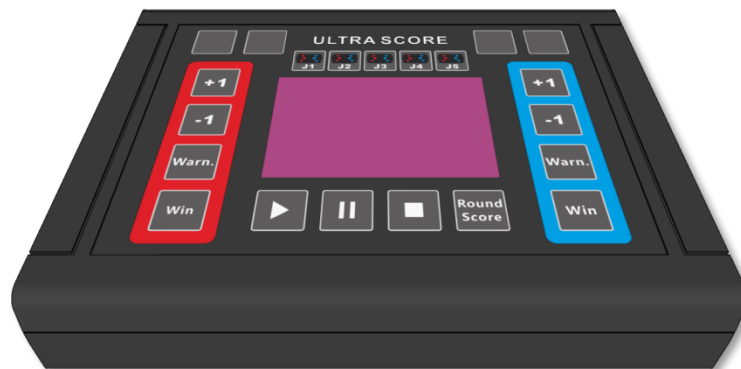 ULTRA SCORE
J1 J2 J3 J4 J5
+1 +1
-1 -1
Warn. Warn.
Win Round Score Win